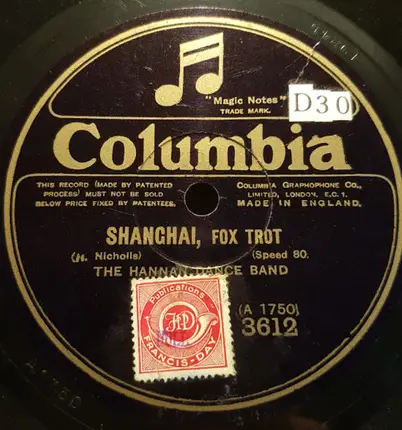 "Magic Notes"
TRADE MARK.
D30
Columbia
THIS RECORD (MADE BY PATENTED
PROCESS) MUST NOT BE SOLD
BELOW PRICE FIXED BY PATENTEES.
COLUMBIA GRAPHOPHONE CO.,
LIMITED, LONDON, E.C. 1.
MADE IN ENGLAND.
SHANGHAI, FOX TROT
(H. Nicholls)
(Speed 80.
THE HANNAN DANCE BAND
(A 1750)
3612
Publications
FD
FRANCIS-DAY